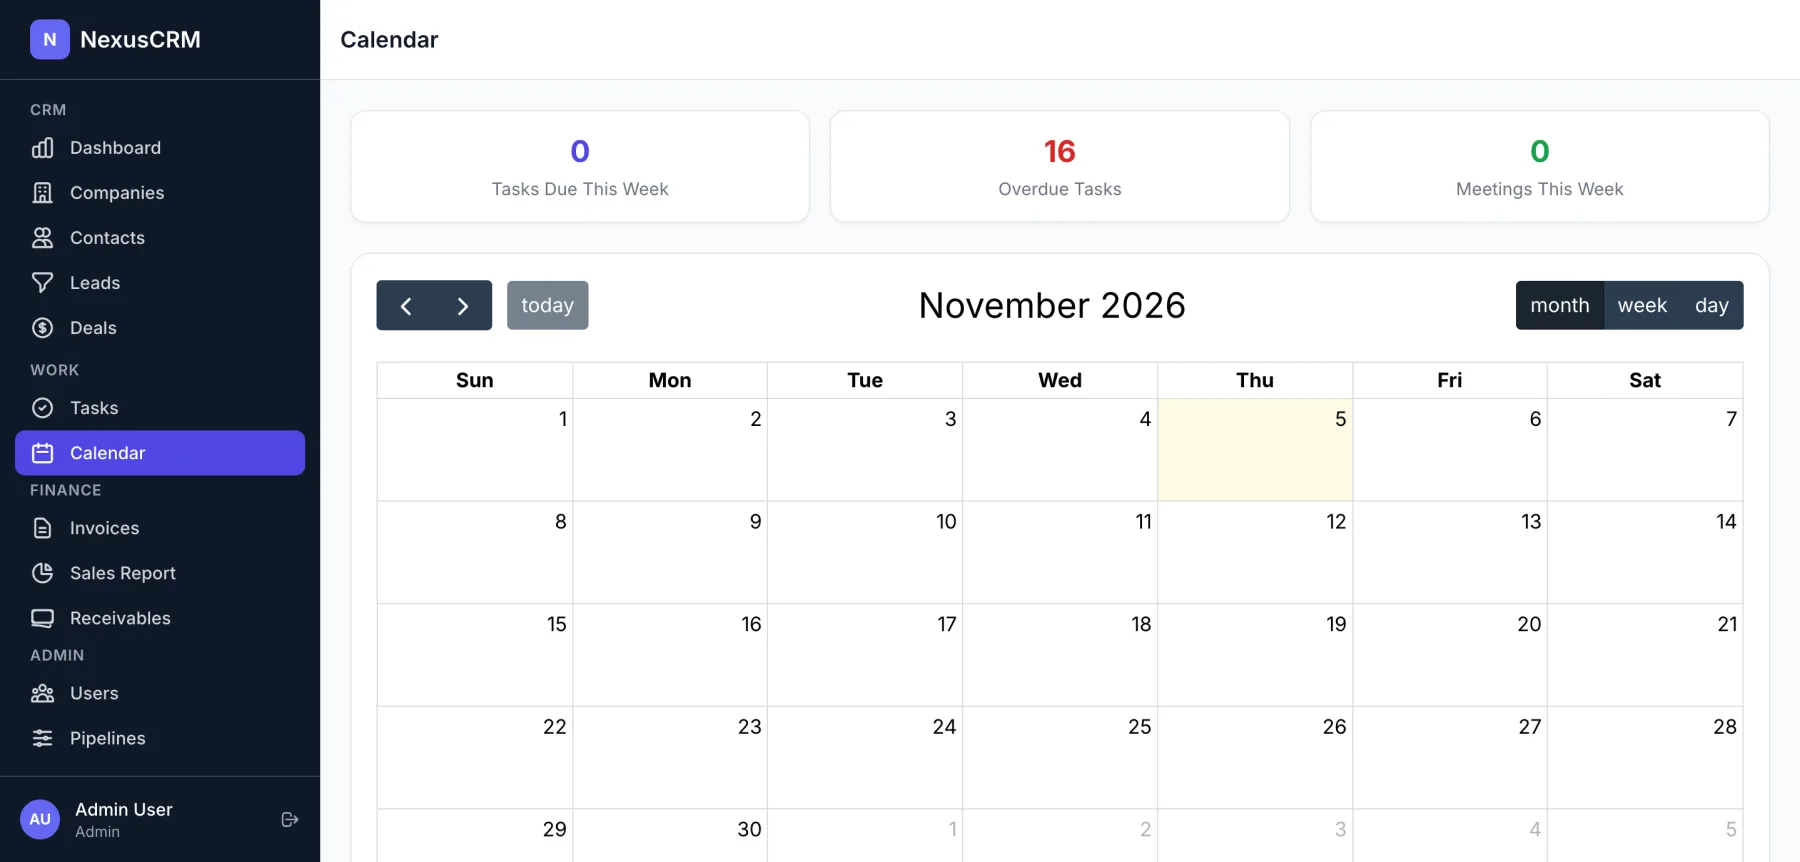 N NexusCRM
CRM
Dashboard
Companies
Contacts
Leads
Deals
WORK
Tasks
Calendar
FINANCE
Invoices
Sales Report
Receivables
ADMIN
Users
Pipelines
AU Admin User
Admin
Calendar
0
Tasks Due This Week
16
Overdue Tasks
0
Meetings This Week
today
November 2026
month week day
Sun Mon Tue Wed Thu Fri Sat
1 2 3 4 5 6 7
8 9 10 11 12 13 14
15 16 17 18 19 20 21
22 23 24 25 26 27 28
29 30 1 2 3 4 5